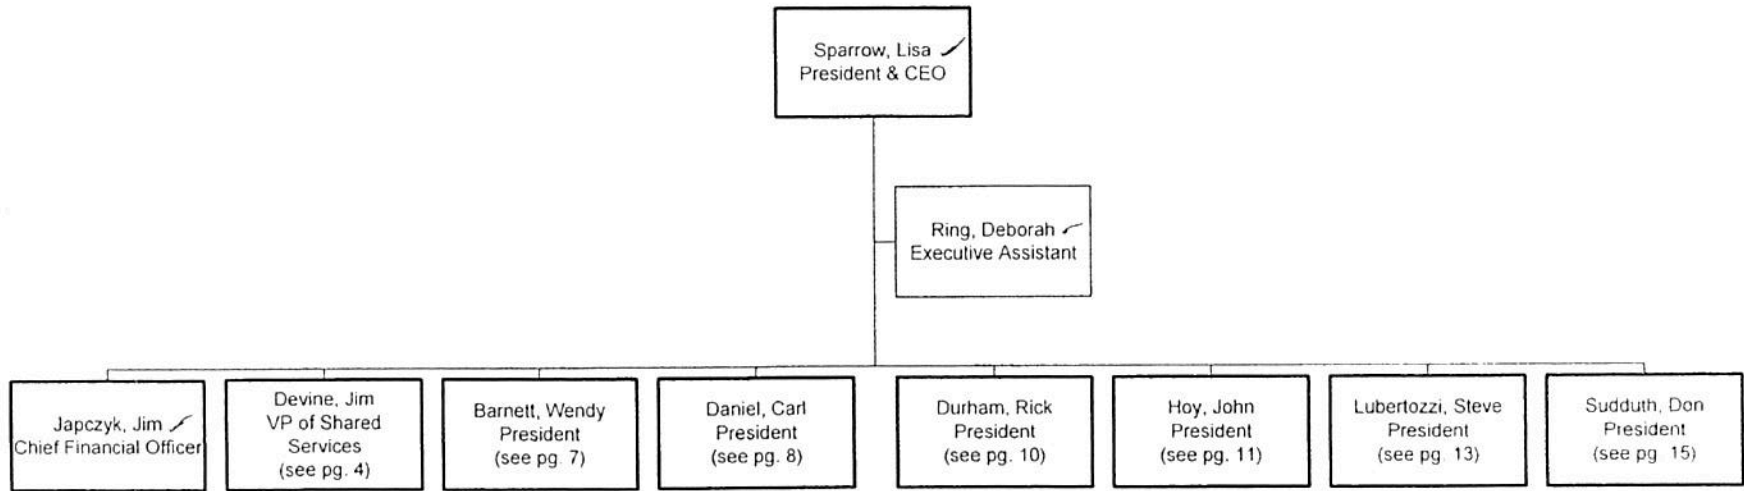 Sparrow, Lisa
President & CEO
Ring, Deborah
Executive Assistant
Japczyk, Jim
Chief Financial Officer
Devine, Jim
VP of Shared
Services
(see pg. 4)
Barnett, Wendy
President
(see pg. 7)
Daniel, Carl
President
(see pg. 8)
Durham, Rick
President
(see pg. 10)
Hoy, John
President
(see pg. 11)
Lubertozzi, Steve
President
(see pg. 13)
Sudduth, Don
President
(see pg 15)